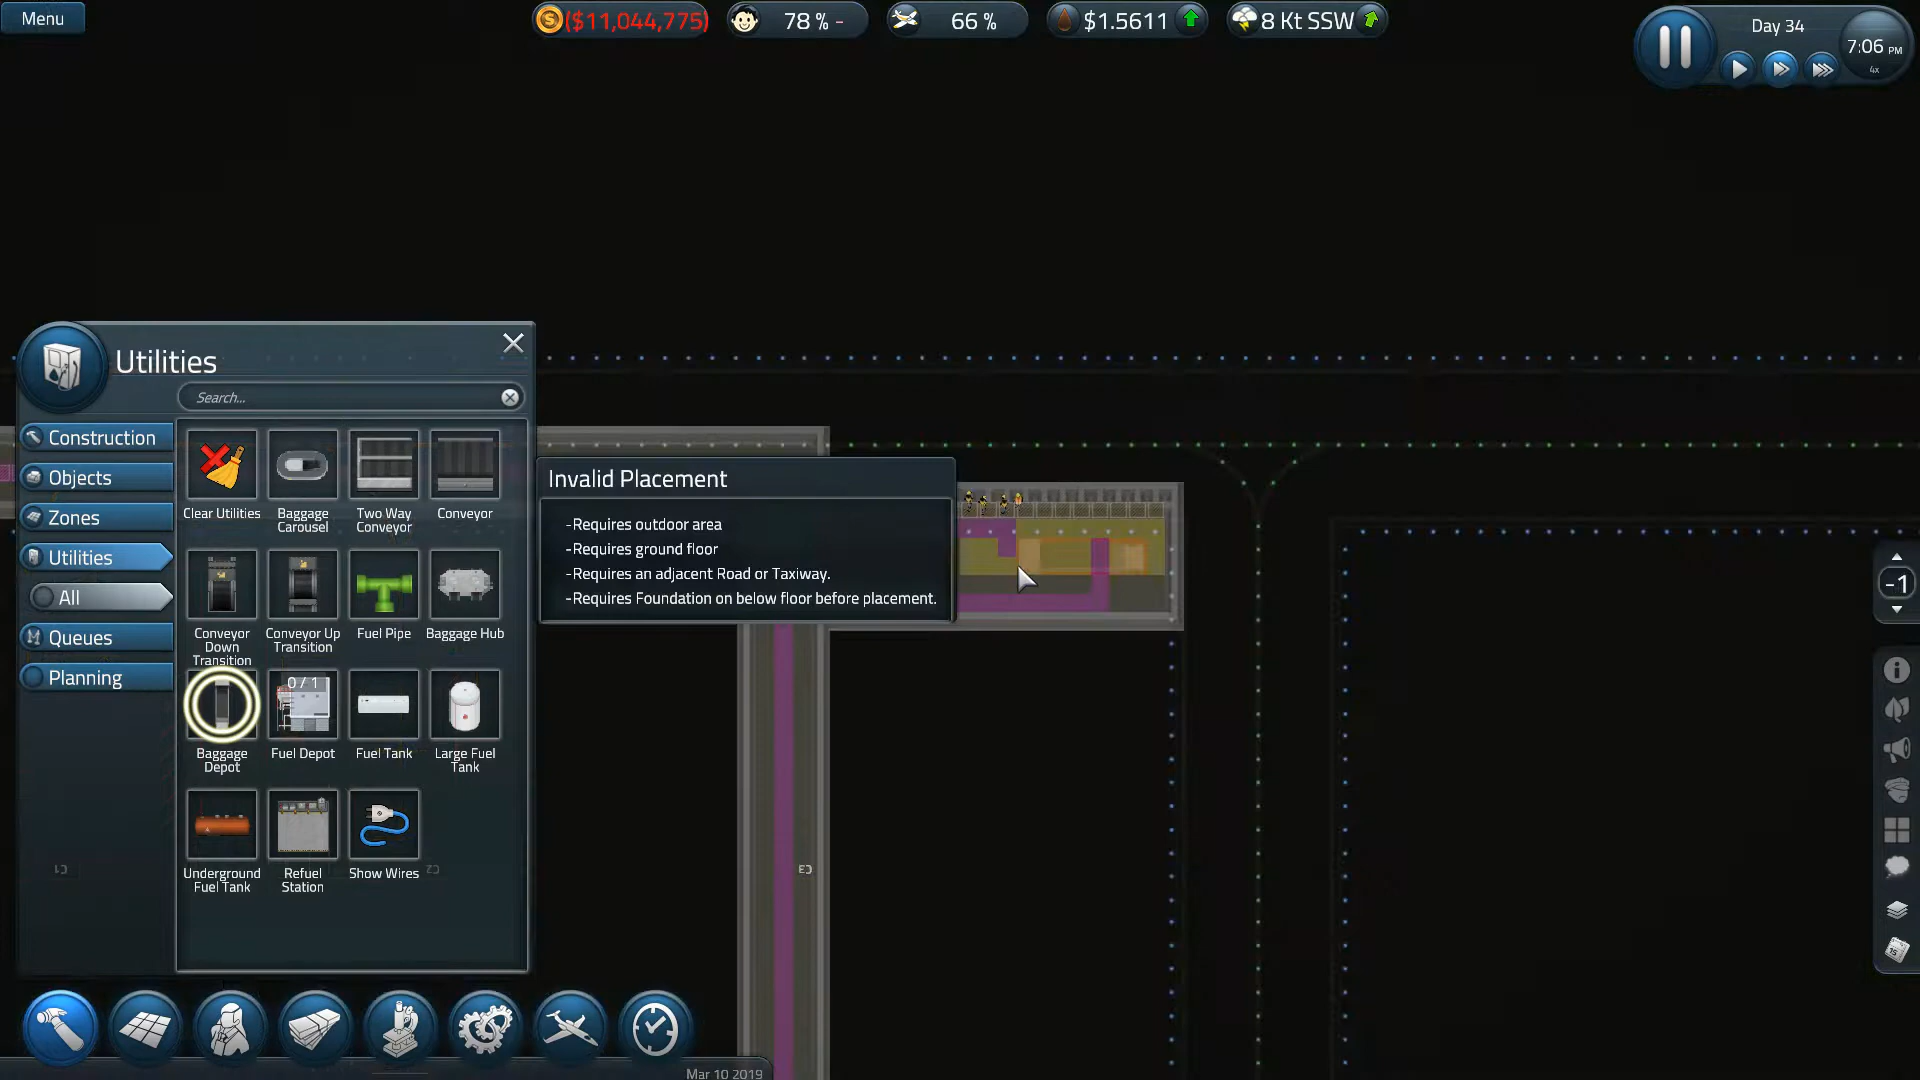 Menu
($11,044,775)
78 % -
66 %
$1.5611
8 Kt SSW
Day 34
7:06 PM
4x
Utilities
Search...
Construction
Objects
Zones
Utilities
All
Queues
Planning
Clear Utilities
Baggage Carousel
Two Way Conveyor
Conveyor
Conveyor Down Transition
Conveyor Up Transition
Fuel Pipe
Baggage Hub
Baggage Depot
0 / 1
Fuel Depot
Fuel Tank
Large Fuel Tank
Underground Fuel Tank
Refuel Station
Show Wires
Invalid Placement
-Requires outdoor area
-Requires ground floor
-Requires an adjacent Road or Taxiway.
-Requires Foundation on below floor before placement.
-1
C1
C2
C3
15
Mar 10 2019